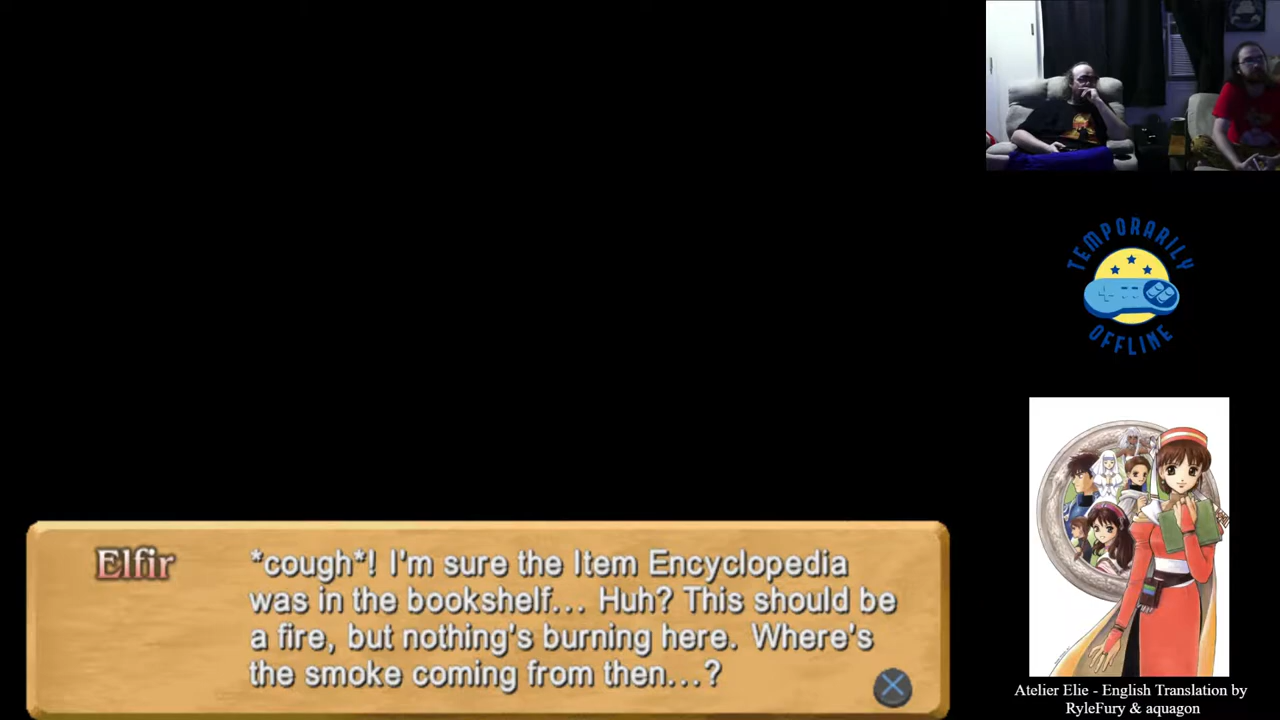 TEMPORARILY
OFFLINE
Elfir
*cough*! I'm sure the Item Encyclopedia
was in the bookshelf... Huh? This should be
a fire, but nothing's burning here. Where's
the smoke coming from then...?
Atelier Elie - English Translation by
RyleFury & aquagon